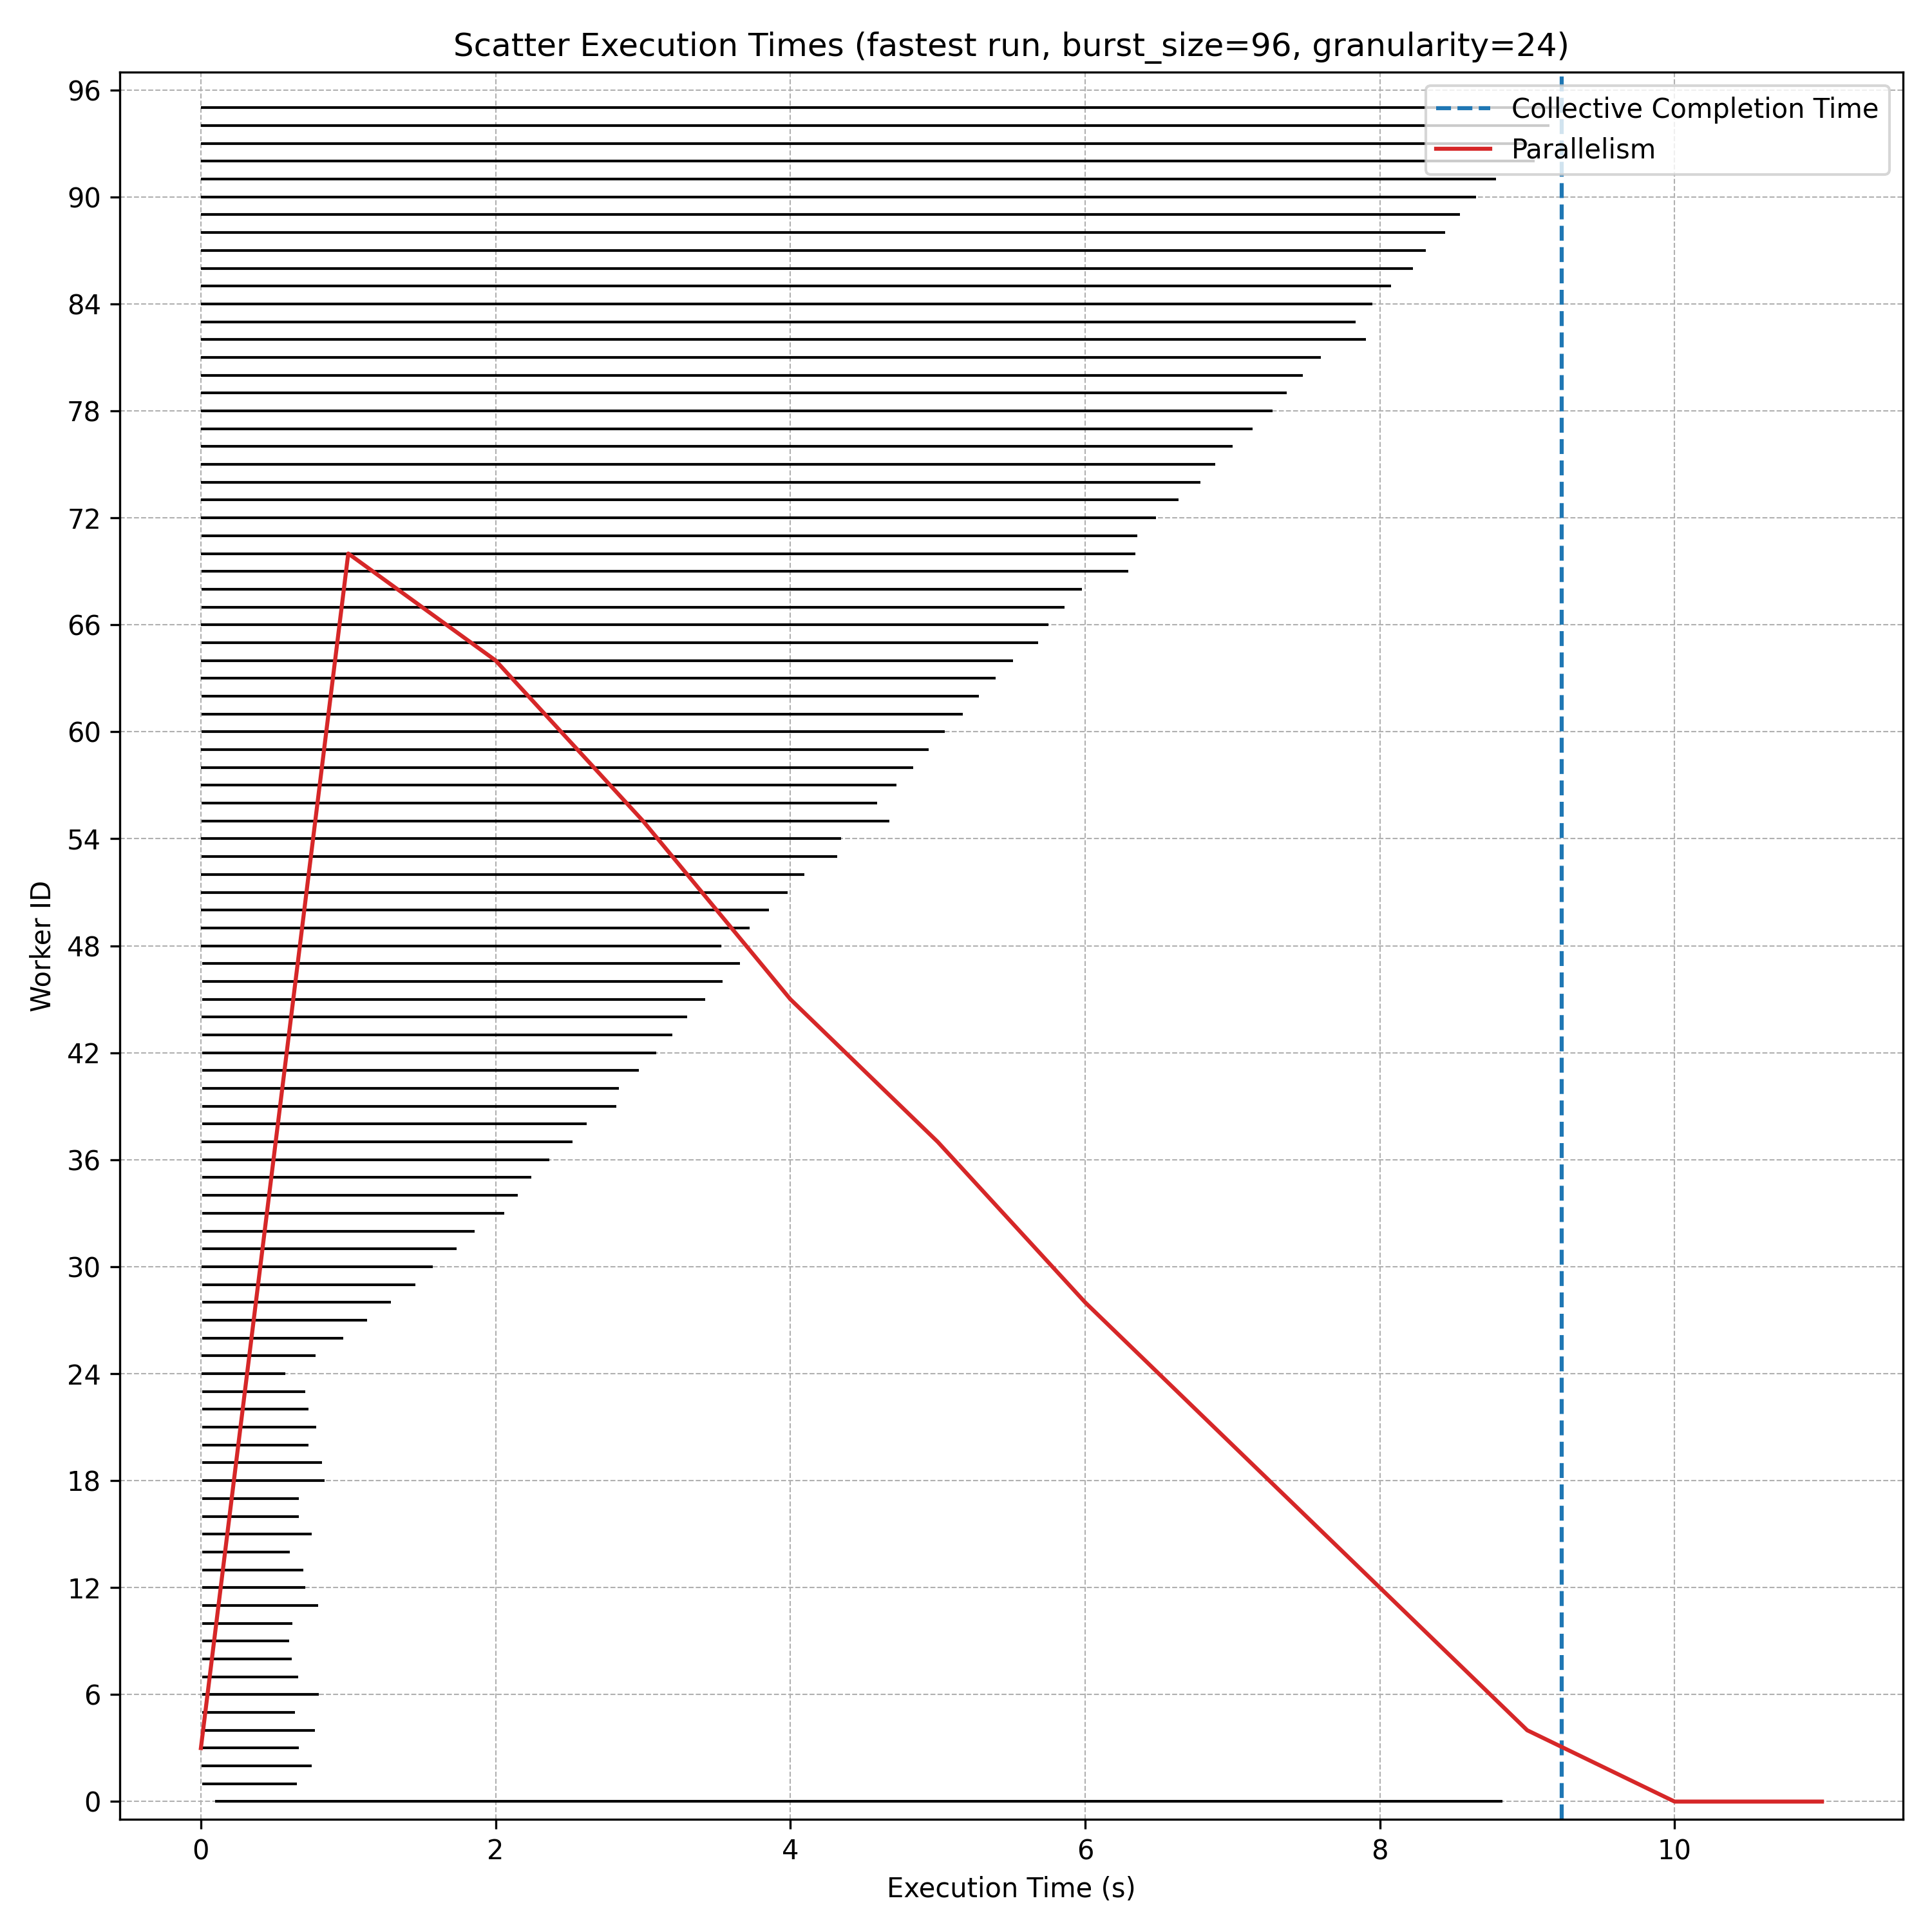 Scatter Execution Times (fastest run, burst_size=96, granularity=24)
Collective Completion Time
Parallelism
96
90
84
78
72
66
60
54
48
42
36
30
24
18
12
6
0
Worker ID
0 2 4 6 8 10
Execution Time (s)